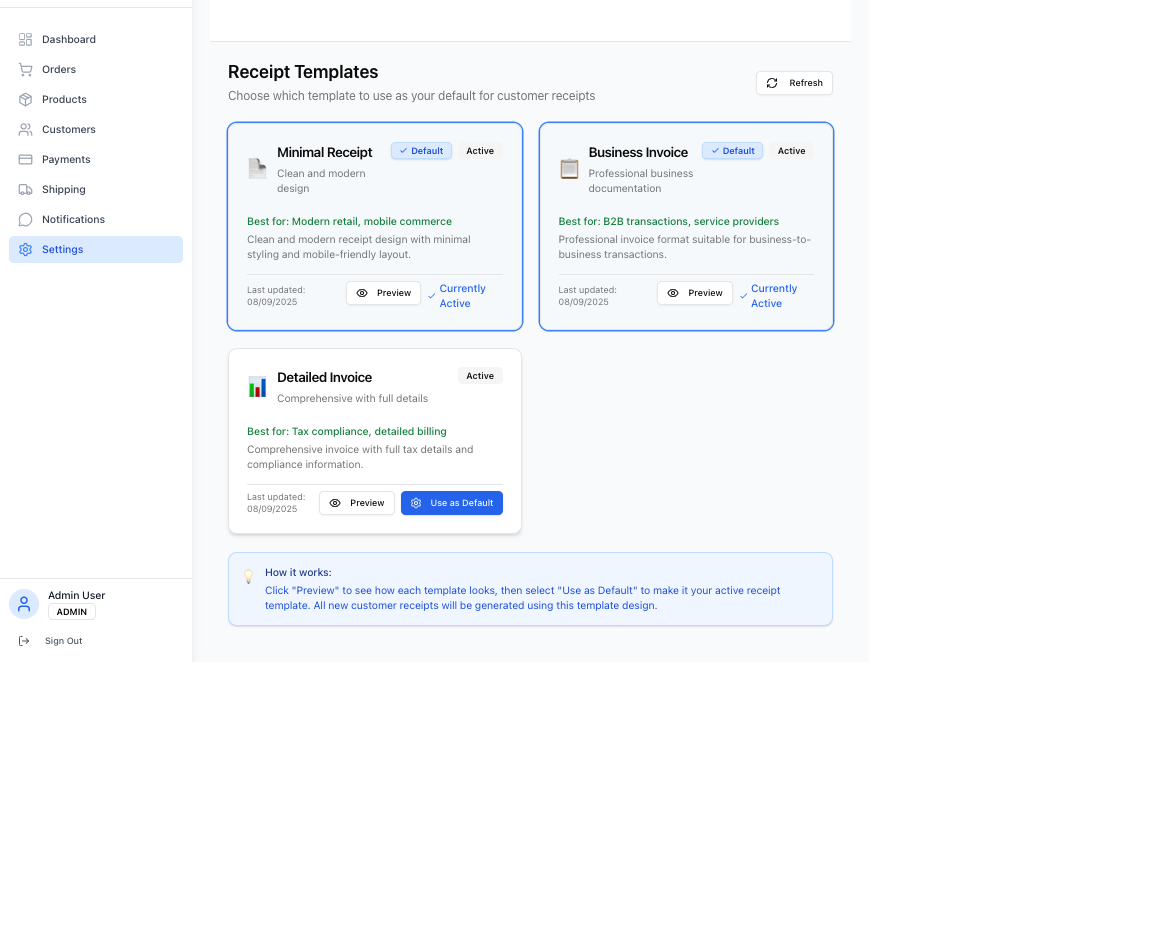 Dashboard
Orders
Products
Customers
Payments
Shipping
Notifications
Settings
Admin User
ADMIN
Sign Out
Receipt Templates
Choose which template to use as your default for customer receipts
Refresh
Minimal Receipt
Default
Active
Clean and modern
design
Best for: Modern retail, mobile commerce
Clean and modern receipt design with minimal
styling and mobile-friendly layout.
Last updated:
08/09/2025
Preview
Currently
Active
Business Invoice
Default
Active
Professional business
documentation
Best for: B2B transactions, service providers
Professional invoice format suitable for business-to-
business transactions.
Last updated:
08/09/2025
Preview
Currently
Active
Detailed Invoice
Active
Comprehensive with full details
Best for: Tax compliance, detailed billing
Comprehensive invoice with full tax details and
compliance information.
Last updated:
08/09/2025
Preview
Use as Default
How it works:
Click "Preview" to see how each template looks, then select "Use as Default" to make it your active receipt
template. All new customer receipts will be generated using this template design.